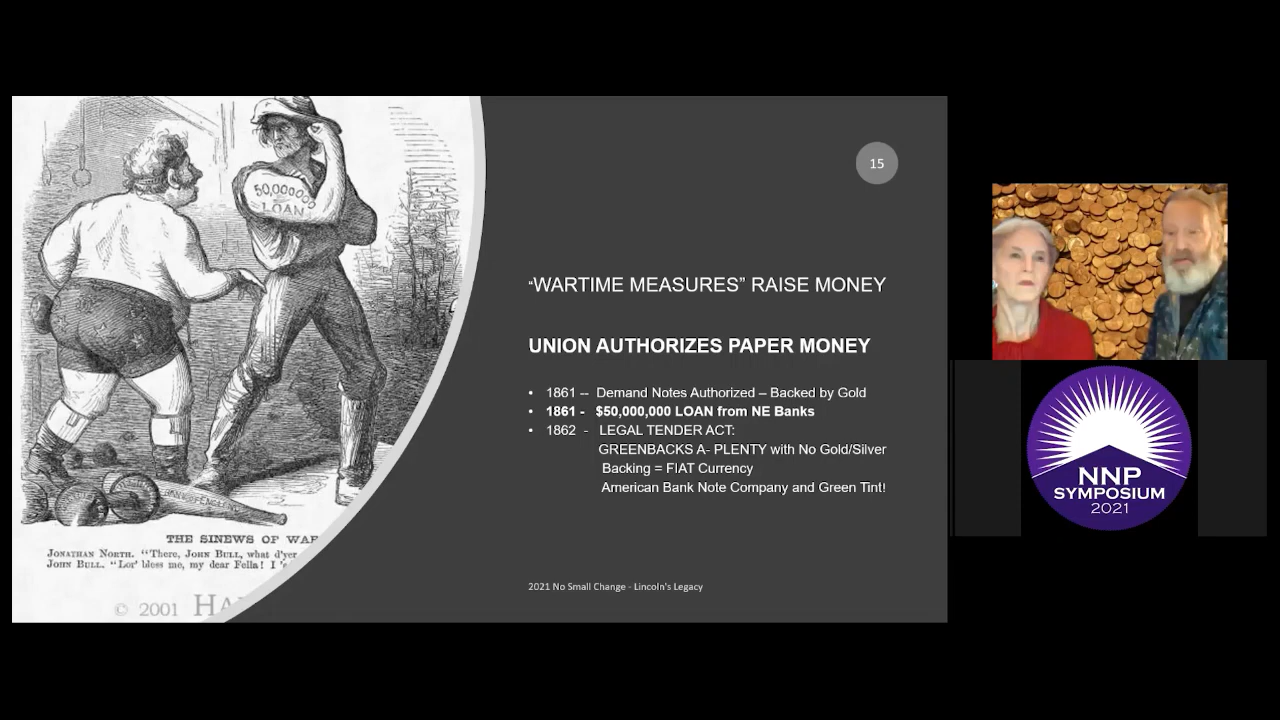 50,000,000
LOAN
THE SINEWS OF WAR
JONATHAN NORTH. "There, JOHN BULL, what d'yer
JOHN BULL. "Lor' bless me, my dear Fella! I
© 2001 HA
15
"WARTIME MEASURES" RAISE MONEY
UNION AUTHORIZES PAPER MONEY
• 1861 -- Demand Notes Authorized – Backed by Gold
• 1861 - $50,000,000 LOAN from NE Banks
• 1862 - LEGAL TENDER ACT:
GREENBACKS A- PLENTY with No Gold/Silver
Backing = FIAT Currency
American Bank Note Company and Green Tint!
2021 No Small Change - Lincoln's Legacy
NNP
SYMPOSIUM
2021